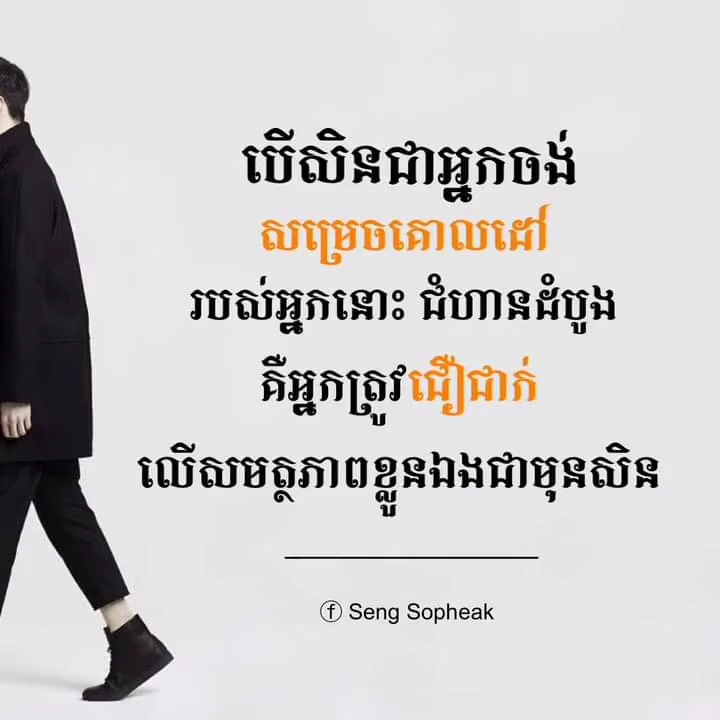 បើសិនជាអ្នកចង់
សម្រេចគោលដៅ
របស់អ្នកនោះ ជំហានដំបូង
គឺអ្នកត្រូវជឿជាក់
លើសមត្ថភាពខ្លួនឯងជាមុនសិន
ⓕ Seng Sopheak